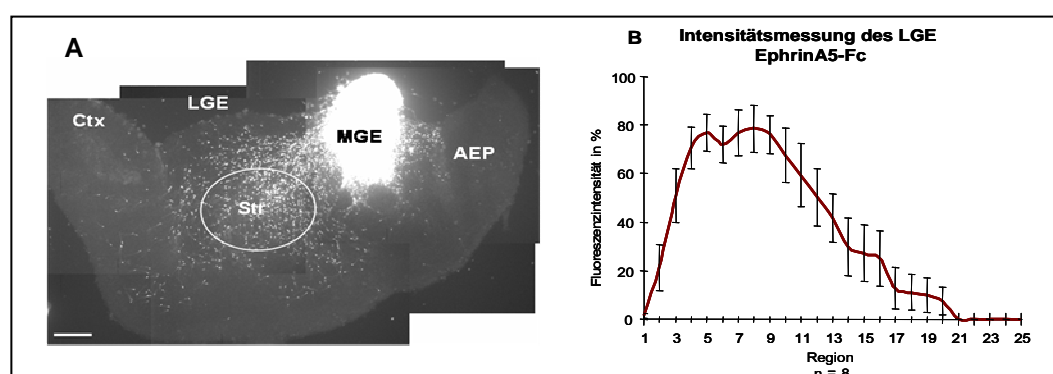 A
Ctx
LGE
MGE
AEP
Str
B
Intensitätsmessung des LGE
EphrinA5-Fc
Fluoreszenzintensität in %
100
80
60
40
20
0
1 3 5 7 9 11 13 15 17 19 21 23 25
Region
n = 8